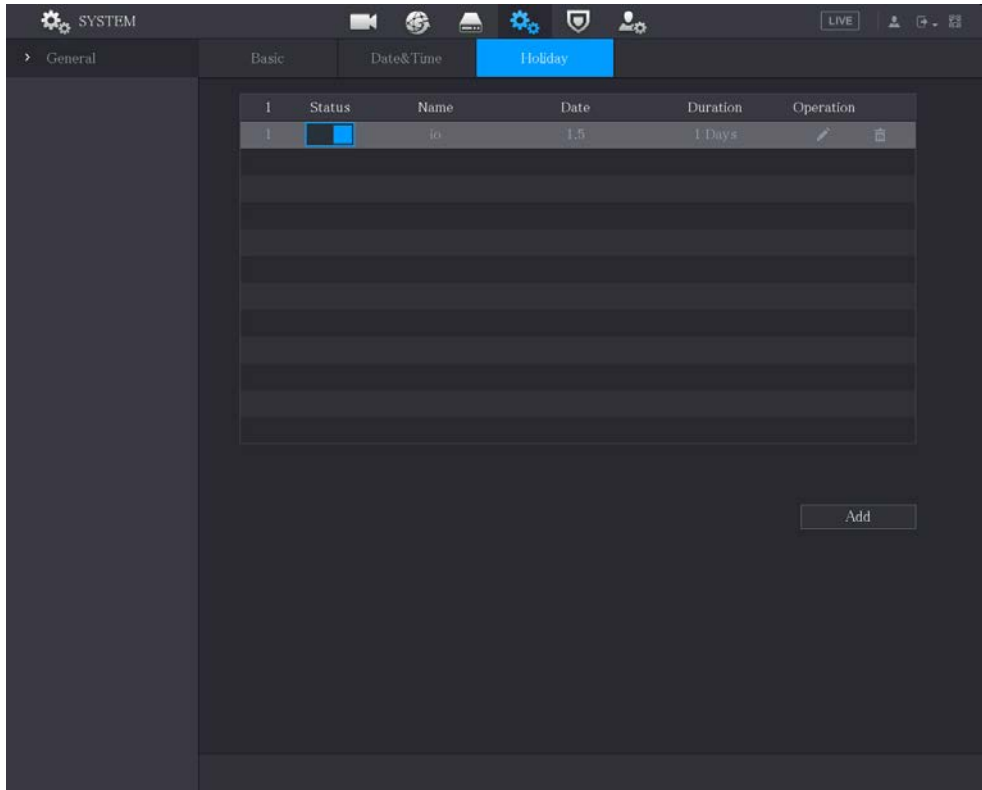 SYSTEM LIVE
> General Basic Date&Time Holiday
1 Status Name Date Duration Operation
1 io 1.5 1 Days
Add